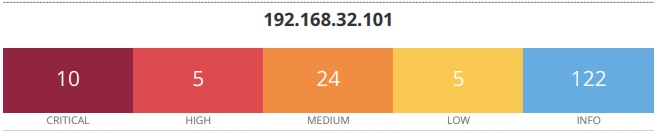 192.168.32.101
10 5 24 5 122
CRITICAL HIGH MEDIUM LOW INFO